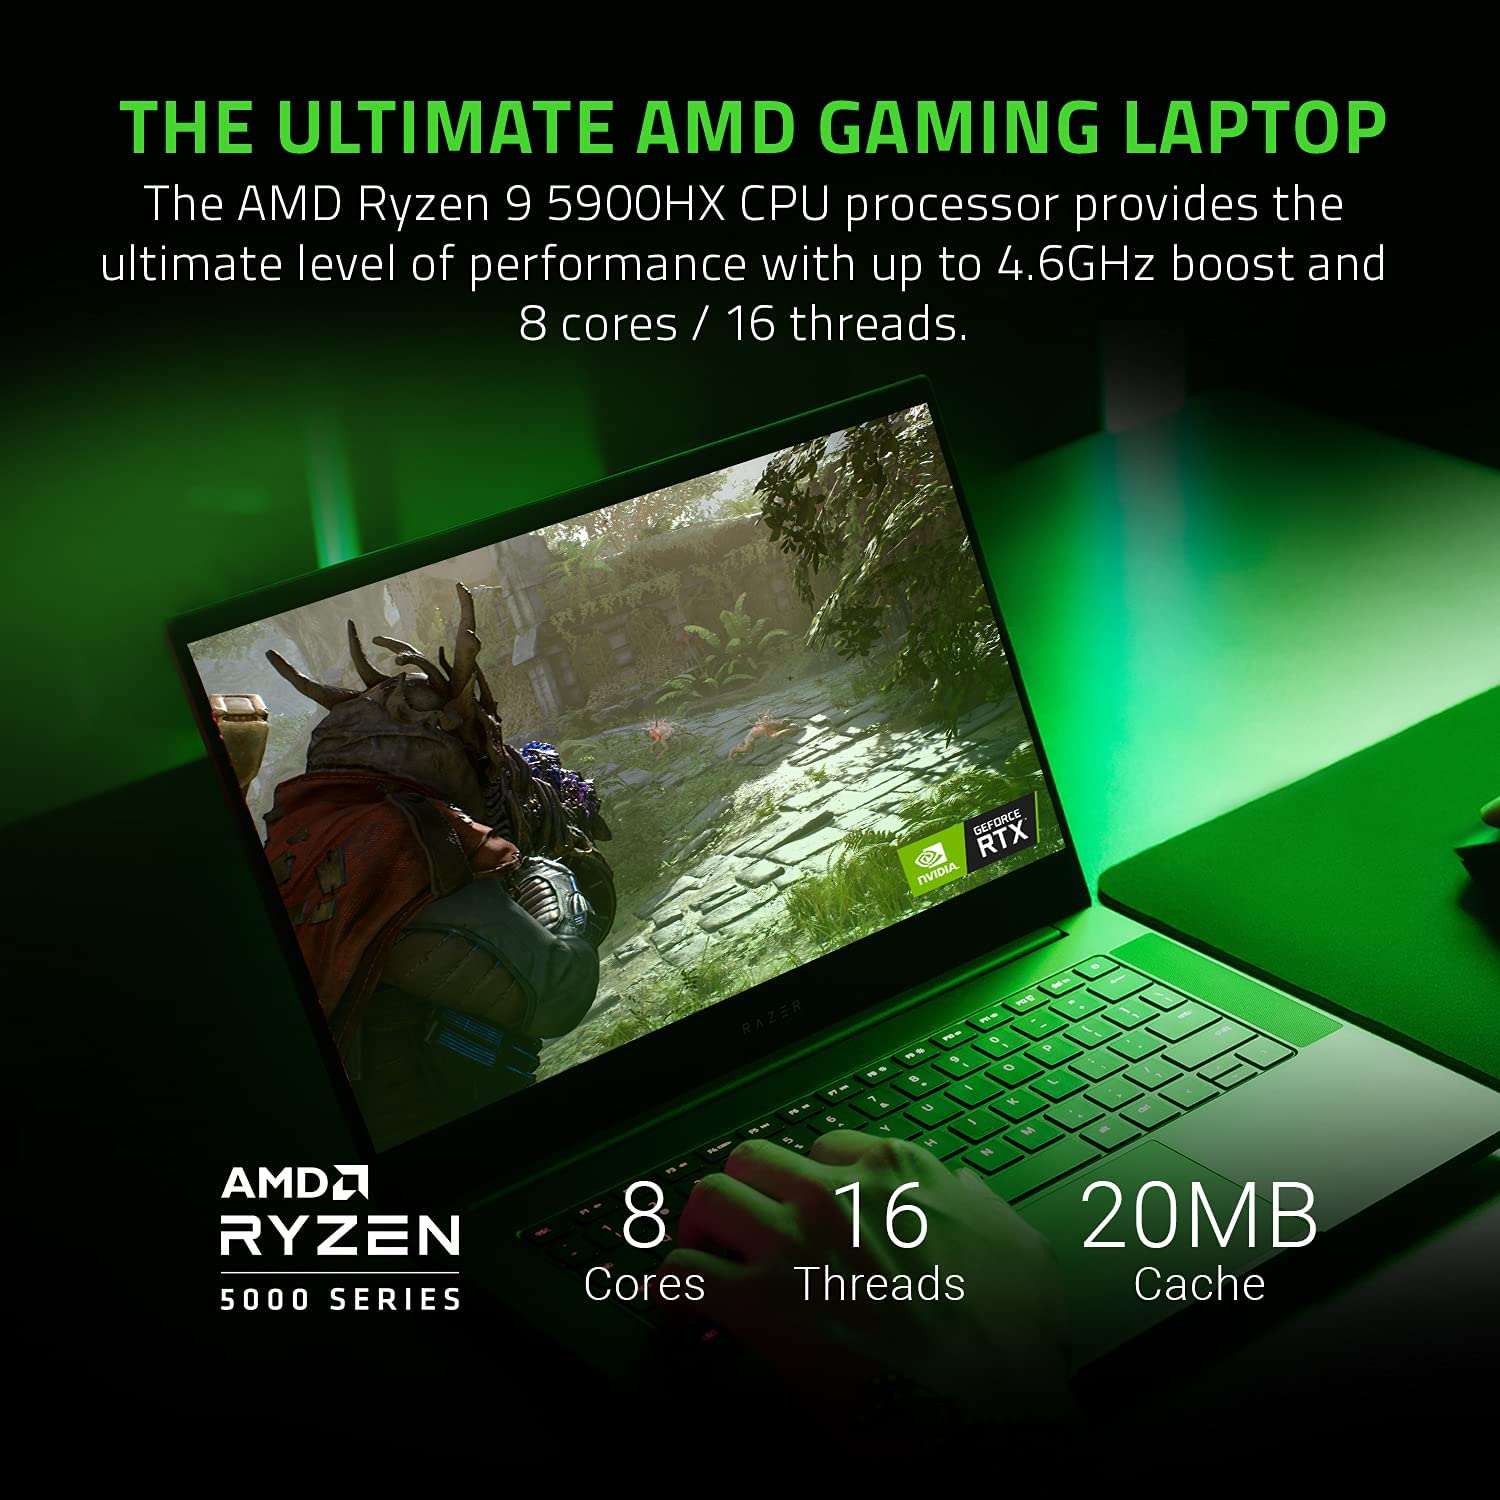 THE ULTIMATE AMD GAMING LAPTOP
The AMD Ryzen 9 5900HX CPU processor provides the
ultimate level of performance with up to 4.6GHz boost and
8 cores / 16 threads.
NVIDIA
GEFORCE
RTX
RAZER
AMD
RYZEN
5000 SERIES
8
Cores
16
Threads
20MB
Cache